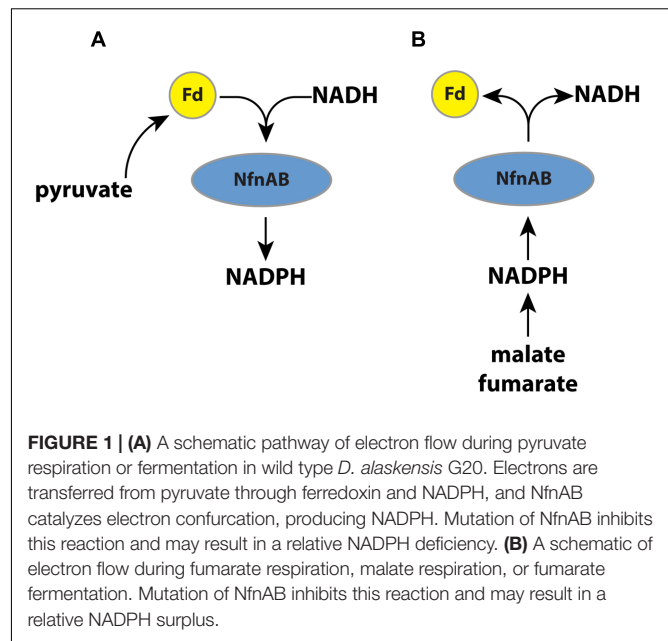 A
B
Fd
NADH
pyruvate
NfnAB
NADPH
Fd
NADH
NfnAB
NADPH
malate
fumarate
FIGURE 1 | (A) A schematic pathway of electron flow during pyruvate
respiration or fermentation in wild type D. alaskensis G20. Electrons are
transferred from pyruvate through ferredoxin and NADPH, and NfnAB
catalyzes electron confurcation, producing NADPH. Mutation of NfnAB inhibits
this reaction and may result in a relative NADPH deficiency. (B) A schematic of
electron flow during fumarate respiration, malate respiration, or fumarate
fermentation. Mutation of NfnAB inhibits this reaction and may result in a
relative NADPH surplus.